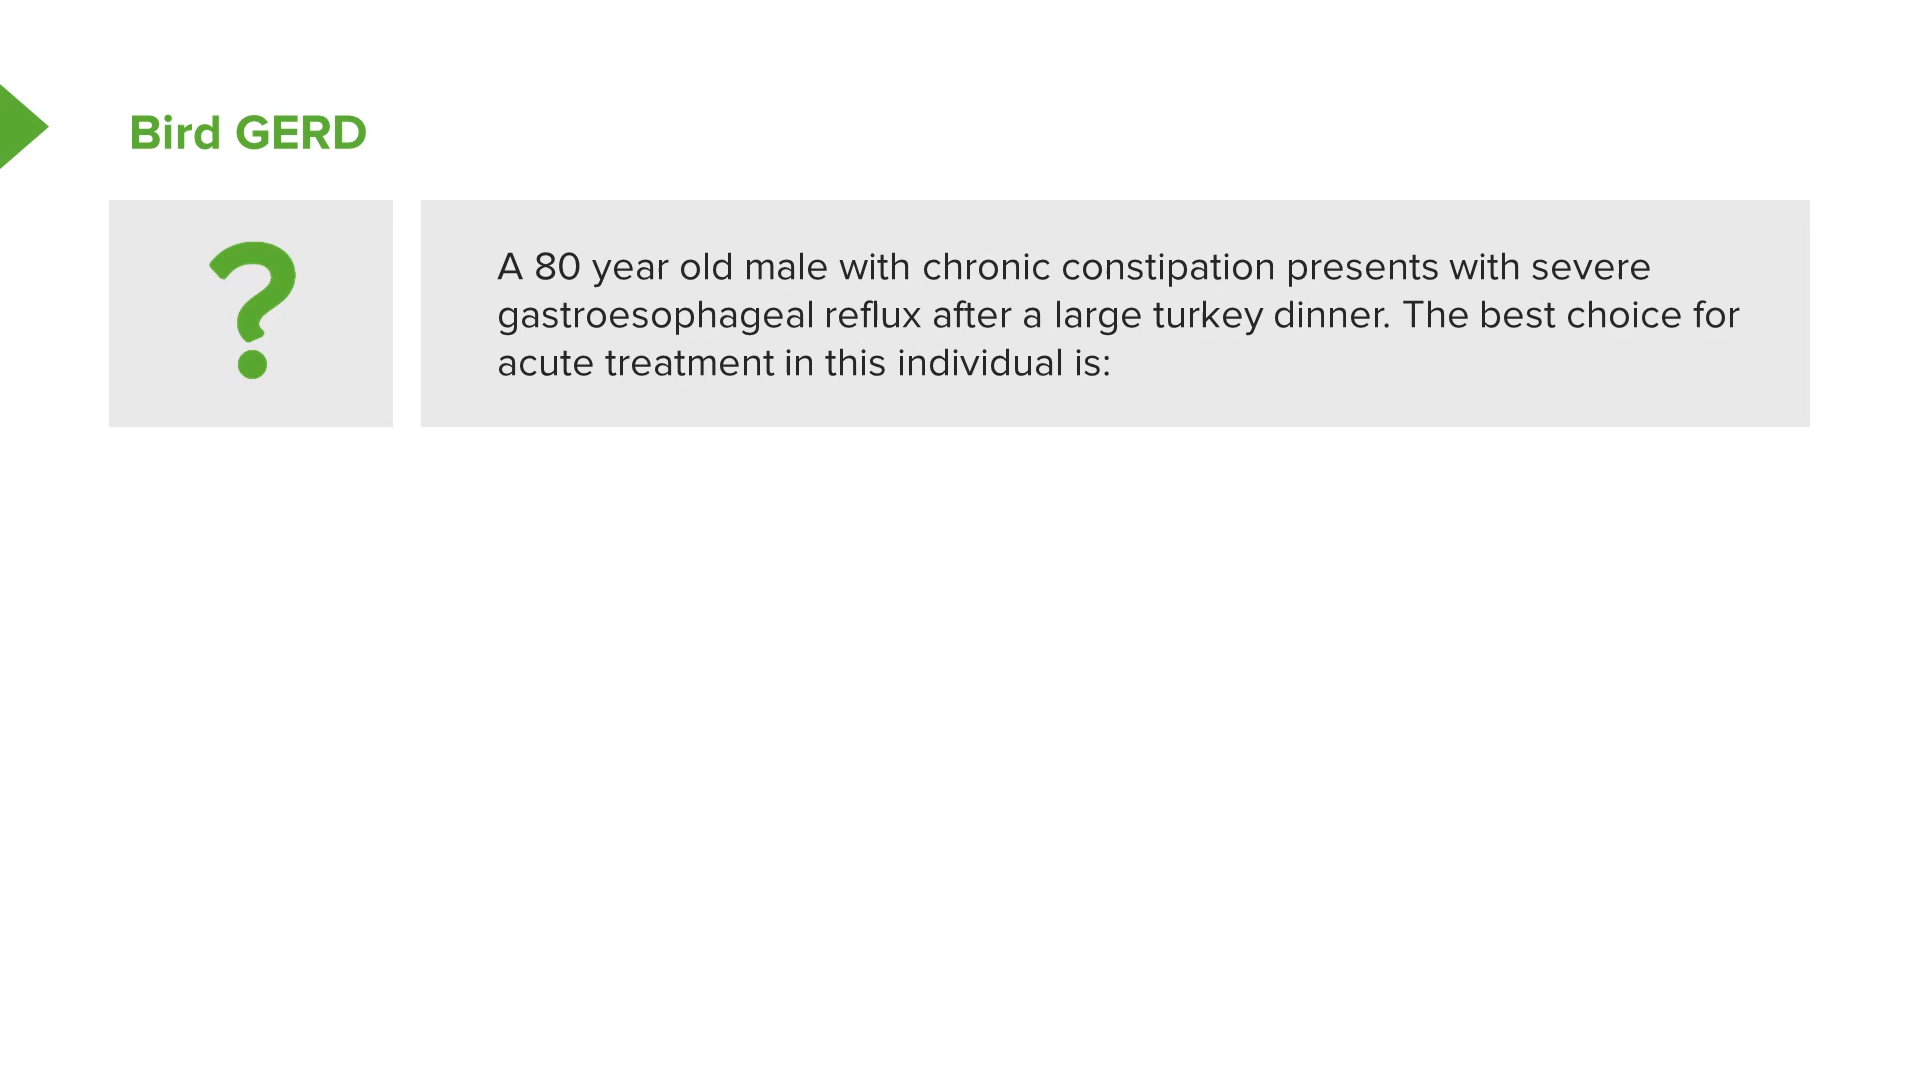 Bird GERD
?
A 80 year old male with chronic constipation presents with severe
gastroesophageal reflux after a large turkey dinner. The best choice for
acute treatment in this individual is: